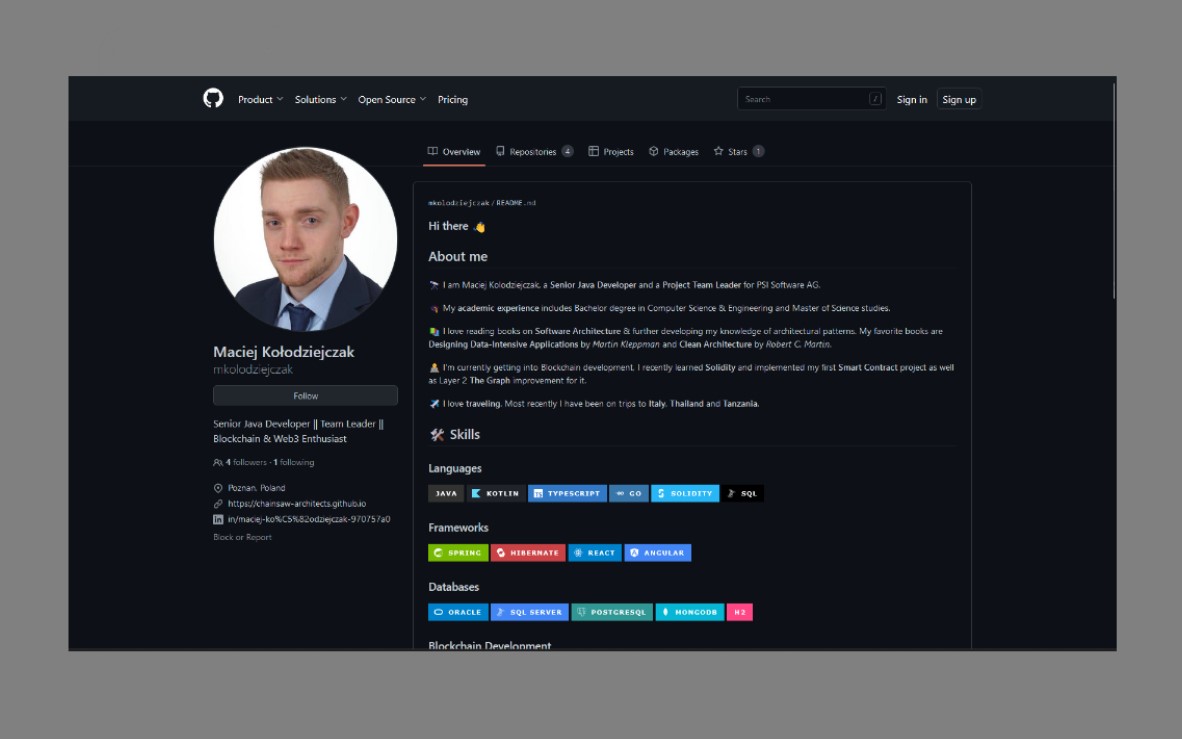 Product Solutions Open Source Pricing Search / Sign in Sign up
Overview Repositories 4 Projects Packages Stars 1
Maciej Kołodziejczak
mkolodziejczak
Follow
Senior Java Developer || Team Leader ||
Blockchain & Web3 Enthusiast
4 followers · 1 following
Poznan, Poland
https://chainsaw-architects.github.io
in/maciej-ko%C5%82odziejczak-970757a0
Block or Report
mkolodziejczak/README.md
Hi there 👋
About me
🔭 I am Maciej Kolodziejczak, a Senior Java Developer and a Project Team Leader for PSI Software AG.
My academic experience includes Bachelor degree in Computer Science & Engineering and Master of Science studies.
📚 I love reading books on Software Architecture & further developing my knowledge of architectural patterns. My favorite books are
Designing Data-Intensive Applications by Martin Kleppman and Clean Architecture by Robert C. Martin.
I'm currently getting into Blockchain development, I recently learned Solidity and implemented my first Smart Contract project as well
as Layer 2 The Graph improvement for it.
✈️ I love traveling. Most recently I have been on trips to Italy, Thailand and Tanzania.
🛠 Skills
Languages
JAVA KOTLIN TYPESCRIPT GO SOLIDITY SQL
Frameworks
SPRING HIBERNATE REACT ANGULAR
Databases
ORACLE SQL SERVER POSTGRESQL MONGODB H2
Blockchain Development